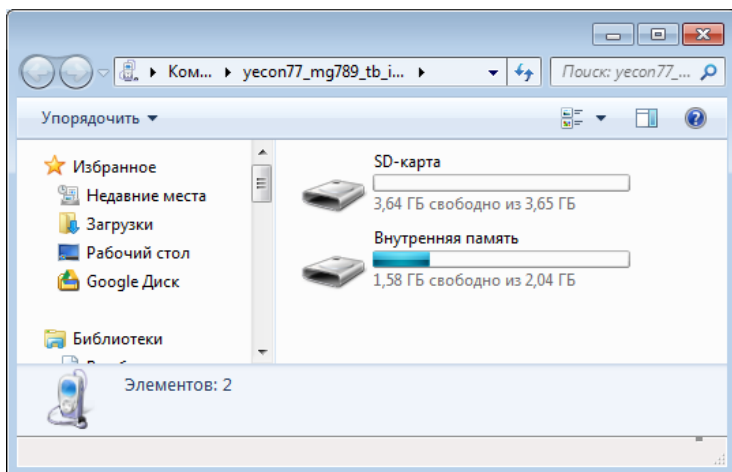 Ком... yecon77_mg789_tb_i...
Поиск: yecon77_...
Упорядочить
Избранное
Недавние места
Загрузки
Рабочий стол
Google Диск
Библиотеки
SD-карта
3,64 ГБ свободно из 3,65 ГБ
Внутренняя память
1,58 ГБ свободно из 2,04 ГБ
Элементов: 2